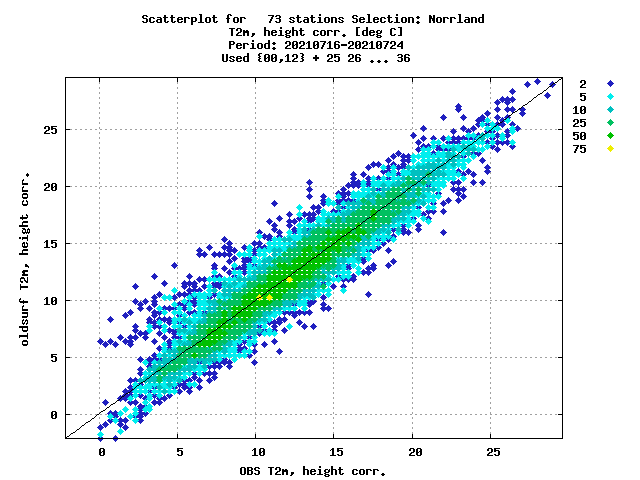 Scatterplot for   73 stations Selection: Norrland
T2m, height corr. [deg C]
Period: 20210716-20210724
Used {00,12} + 25 26 ... 36
2
5
10
25
50
75
25
20
15
10
5
0
oldsurf T2m, height corr.
0 5 10 15 20 25
OBS T2m, height corr.